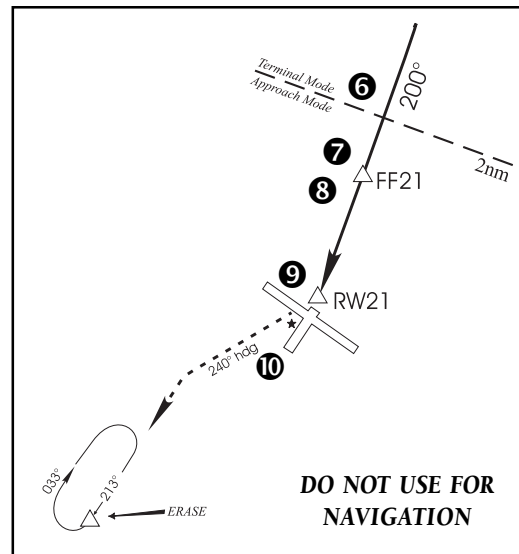 Terminal Mode
Approach Mode
6
200°
2nm
7
8
FF21
9
RW21
240° hdg
10
033°
213°
ERASE
DO NOT USE FOR
NAVIGATION